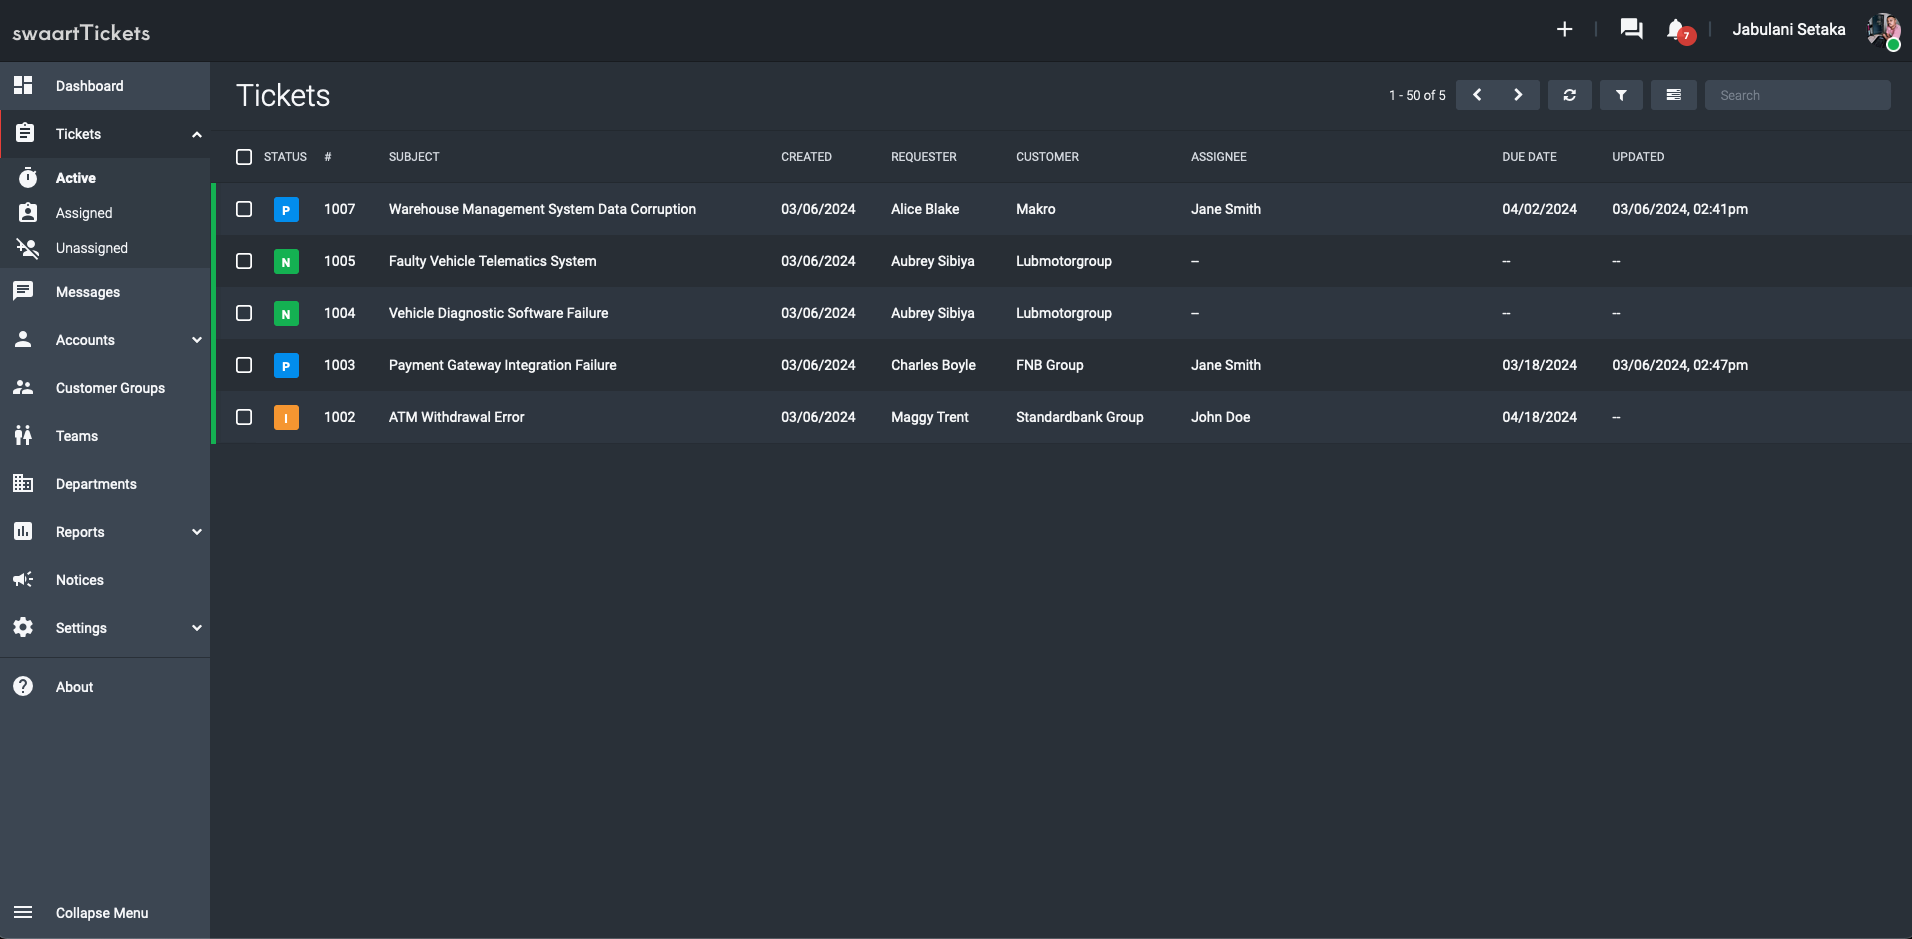 swaartTickets
7
Jabulani Setaka
Dashboard
Tickets
Active
Assigned
Unassigned
Messages
Accounts
Customer Groups
Teams
Departments
Reports
Notices
Settings
About
Collapse Menu
Tickets
1 - 50 of 5
Search
STATUS # SUBJECT CREATED REQUESTER CUSTOMER ASSIGNEE DUE DATE UPDATED
P 1007 Warehouse Management System Data Corruption 03/06/2024 Alice Blake Makro Jane Smith 04/02/2024 03/06/2024, 02:41pm
N 1005 Faulty Vehicle Telematics System 03/06/2024 Aubrey Sibiya Lubmotorgroup -- -- --
N 1004 Vehicle Diagnostic Software Failure 03/06/2024 Aubrey Sibiya Lubmotorgroup -- -- --
P 1003 Payment Gateway Integration Failure 03/06/2024 Charles Boyle FNB Group Jane Smith 03/18/2024 03/06/2024, 02:47pm
I 1002 ATM Withdrawal Error 03/06/2024 Maggy Trent Standardbank Group John Doe 04/18/2024 --